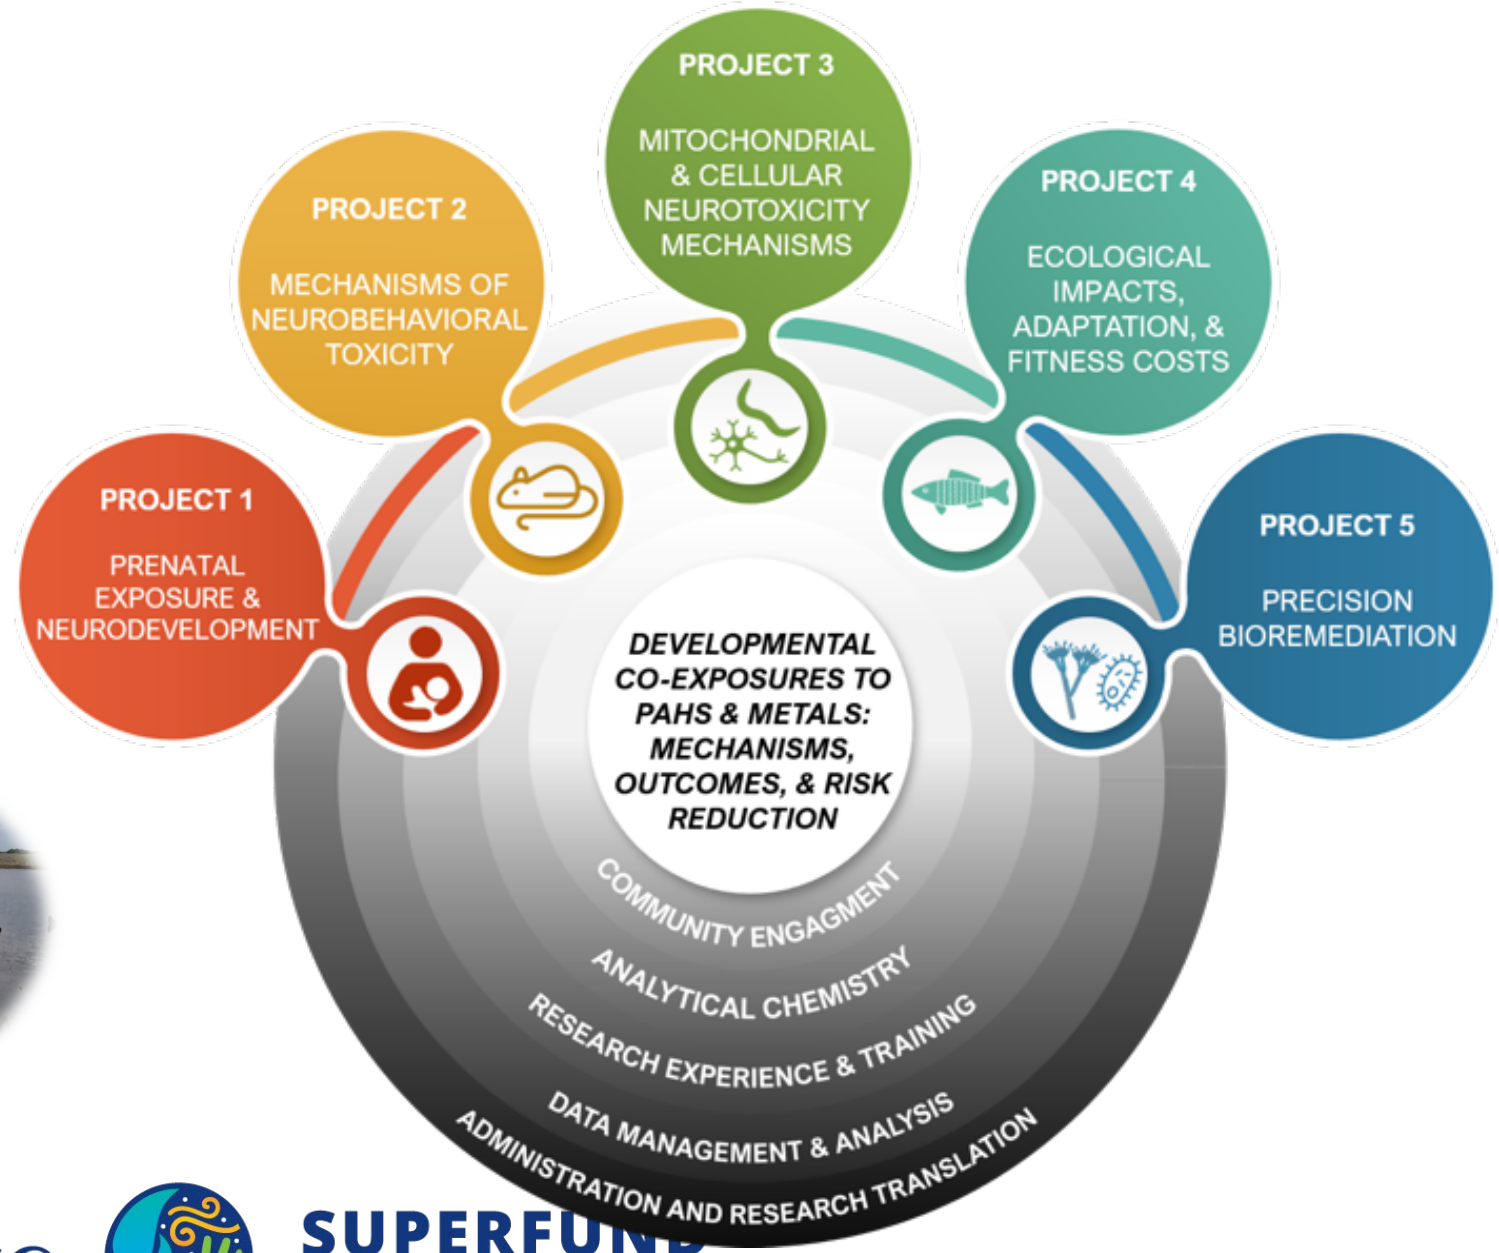 PROJECT 3
MITOCHONDRIAL
& CELLULAR
NEUROTOXICITY
MECHANISMS
PROJECT 2
MECHANISMS OF
NEUROBEHAVIORAL
TOXICITY
PROJECT 4
ECOLOGICAL
IMPACTS,
ADAPTATION, &
FITNESS COSTS
PROJECT 1
PRENATAL
EXPOSURE &
NEURODEVELOPMENT
PROJECT 5
PRECISION
BIOREMEDIATION
DEVELOPMENTAL
CO-EXPOSURES TO
PAHS & METALS:
MECHANISMS,
OUTCOMES, & RISK
REDUCTION
COMMUNITY ENGAGMENT
ANALYTICAL CHEMISTRY
RESEARCH EXPERIENCE & TRAINING
DATA MANAGEMENT & ANALYSIS
ADMINISTRATION AND RESEARCH TRANSLATION
SUPERFUND